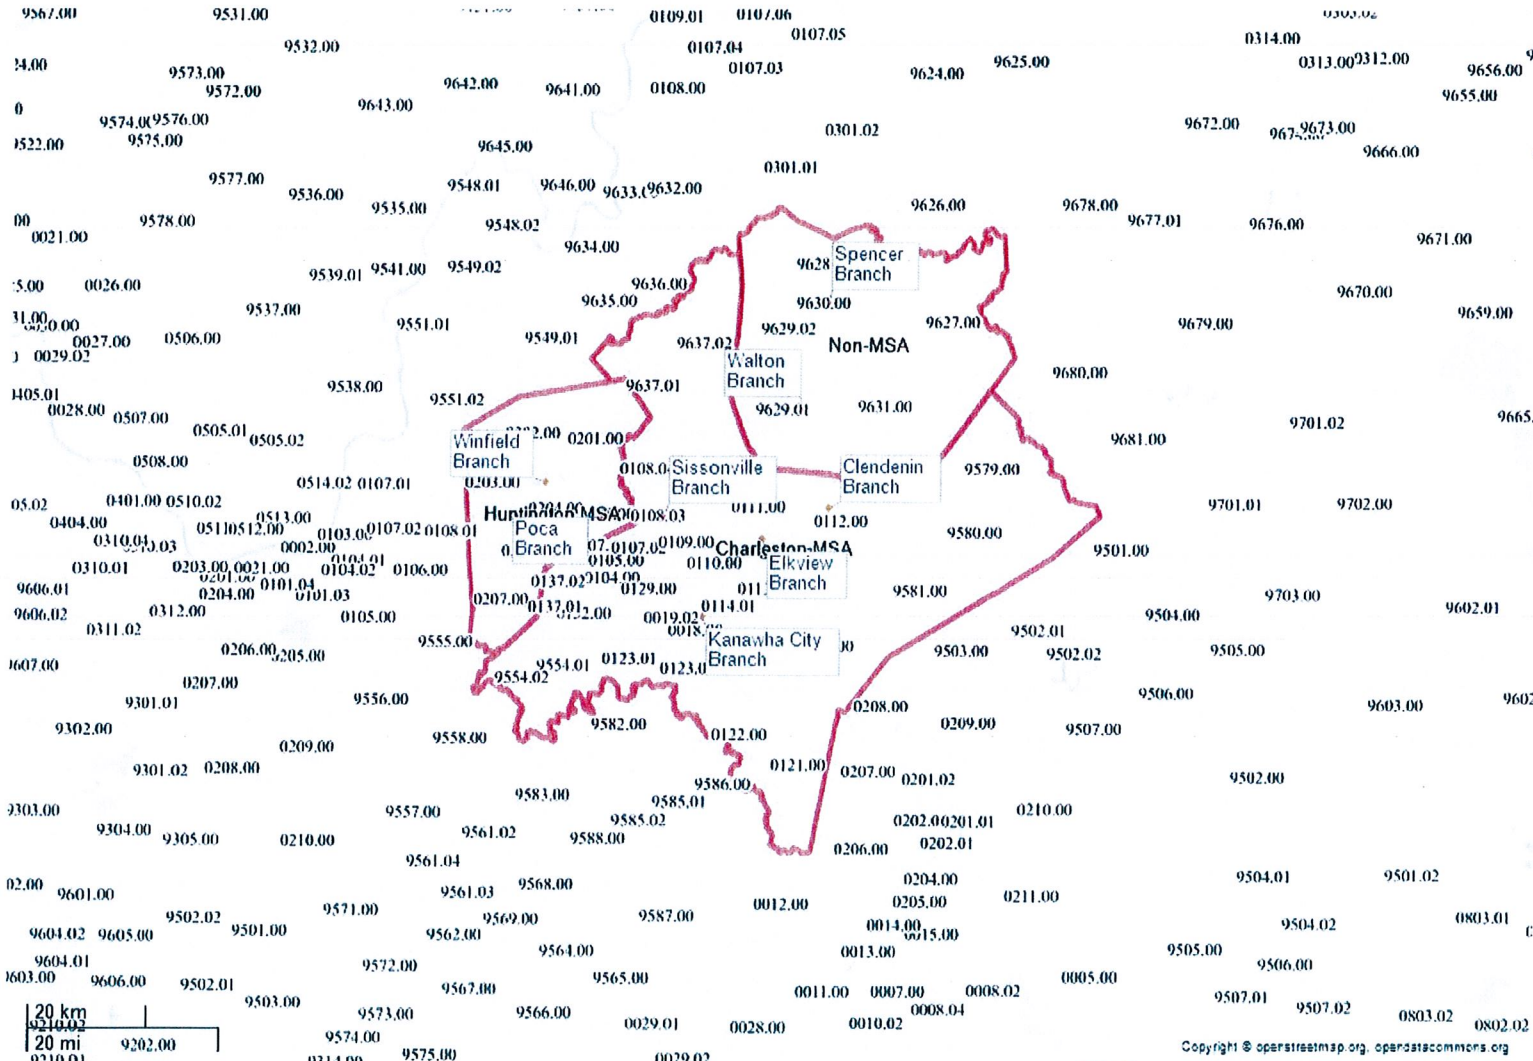 9567.00 9531.00 0109.01 0107.06
0107.05
9532.00 0107.04 0314.00
9573.00 0107.03 9624.00 9625.00 0313.00 9312.00 9656.00
9572.00 9642.00 9641.00 0108.00 9655.00
9643.00
9576.00 0301.02 9672.00 9673.00
9522.00 9575.00 9645.00 9666.00
0301.01
9577.00 9536.00 9548.01 9646.00 9632.00
9535.00 9626.00 9678.00
9578.00 9548.02 9677.01 9676.00
0021.00 9634.00 9671.00
Spencer
Branch
9539.01 9541.00 9549.02
0026.00 9636.00 9670.00
9537.00 9635.00 9630.00 9659.00
9551.01 9629.02 9627.00 9679.00
0027.00 0506.00 9549.01 9637.02 Non-MSA
0029.02 Walton
Branch
9538.00 9637.01 9680.00
9551.02
0028.00 0507.00 9629.01 9631.00 9701.02
0505.01 0505.02 0201.00 9681.00
Winfield
Branch
0508.00 Sissonville
Branch
Clendenin
Branch
9579.00
0514.02 0107.01 0203.00
0401.00 0510.02 0111.00 9701.01 9702.00
0404.00 0513.00 0108.03 0112.00
0512.00 0103.00 0107.02 0108.01 9580.00
Poca
Branch
0002.00 0107.02 0109.00 Charleston-MSA 9501.00
0310.01 0203.00 0021.00 0104.02 0106.00 0105.00 0110.00
Elkview
Branch
9606.01 0204.00 0101.04 0137.02 0104.00 0129.00 9581.00
0101.03 9703.00
9606.02 0312.00 0105.00 0207.00 0137.01 0114.01 9504.00 9602.01
0311.02 0019.02 9502.01
9555.00
Kanawha City
Branch
9607.00 0206.00 0205.00 9554.01 0123.01 9503.00 9502.02 9505.00
0207.00 9554.02
9301.01 9556.00 9506.00
0208.00 9603.00
9302.00 9582.00 0209.00 9507.00
9558.00 0122.00
0209.00
9301.02 0208.00 0121.00 0207.00 0201.02 9502.00
9586.00
9303.00 9583.00 9585.01 0210.00
9557.00 9585.02 0201.01
9304.00 9305.00 0210.00 9561.02 9588.00 0202.01
9561.04 0206.00
9568.00 0204.00 9504.01 9501.02
9601.00 9561.03 0205.00 0211.00
9571.00 0012.00
9502.02 9569.00 9587.00 0803.01
9604.02 9605.00 9501.00 9562.00 0014.00 0015.00 9504.02
9564.00 0013.00 9505.00
9604.01 9572.00 9506.00
9603.00 9606.00 9502.01 9565.00 0005.00
9567.00 0011.00 0007.00 0008.02
9503.00 9507.01
20 km 9573.00 9566.00 0008.04 9507.02
9210.02 0029.01 0028.00 0010.02 0803.02 0802.02
20 mi 9202.00 9574.00
9575.00 Copyright © openstreetmap.org, opendatacommons.org